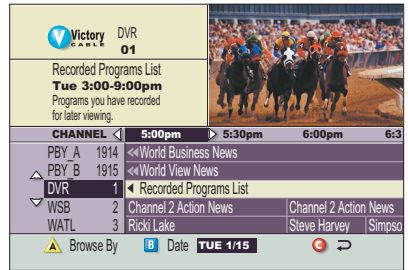 Victory CABLE DVR
01
Recorded Programs List
Tue 3:00-9:00pm
Programs you have recorded
for later viewing.
CHANNEL 5:00pm 5:30pm 6:00pm 6:3
PBY_A 1914 «World Business News
PBY_B 1915 «World View News
DVR 1 ◄ Recorded Programs List
WSB 2 Channel 2 Action News Channel 2 Action News
WATL 3 Ricki Lake Steve Harvey Simpso
A Browse By B Date TUE 1/15 C